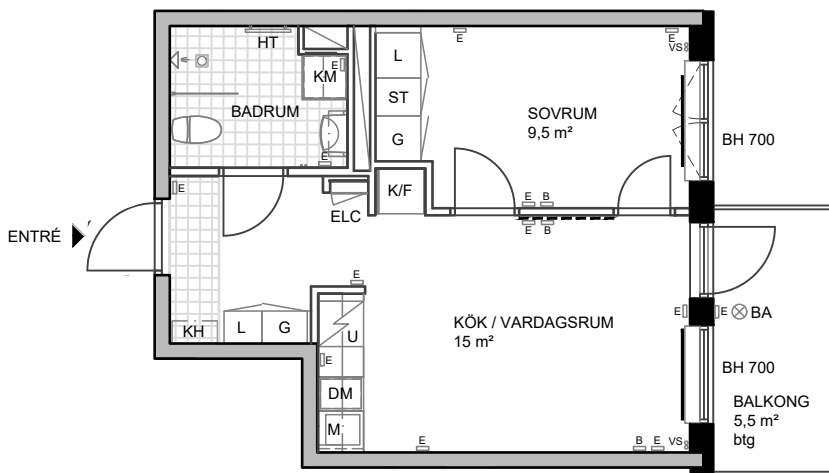 HT
E
E
VS
L
KM
E
ST
BADRUM
SOVRUM
9,5 m²
BH 700
G
E
E
K/F
E
B
ELC
E
B
ENTRÉ
E
E
E
BA
KÖK / VARDAGSRUM
15 m²
KH
L
G
U
E
BH 700
DM
BALKONG
5,5 m²
btg
M
E
B
E
VS